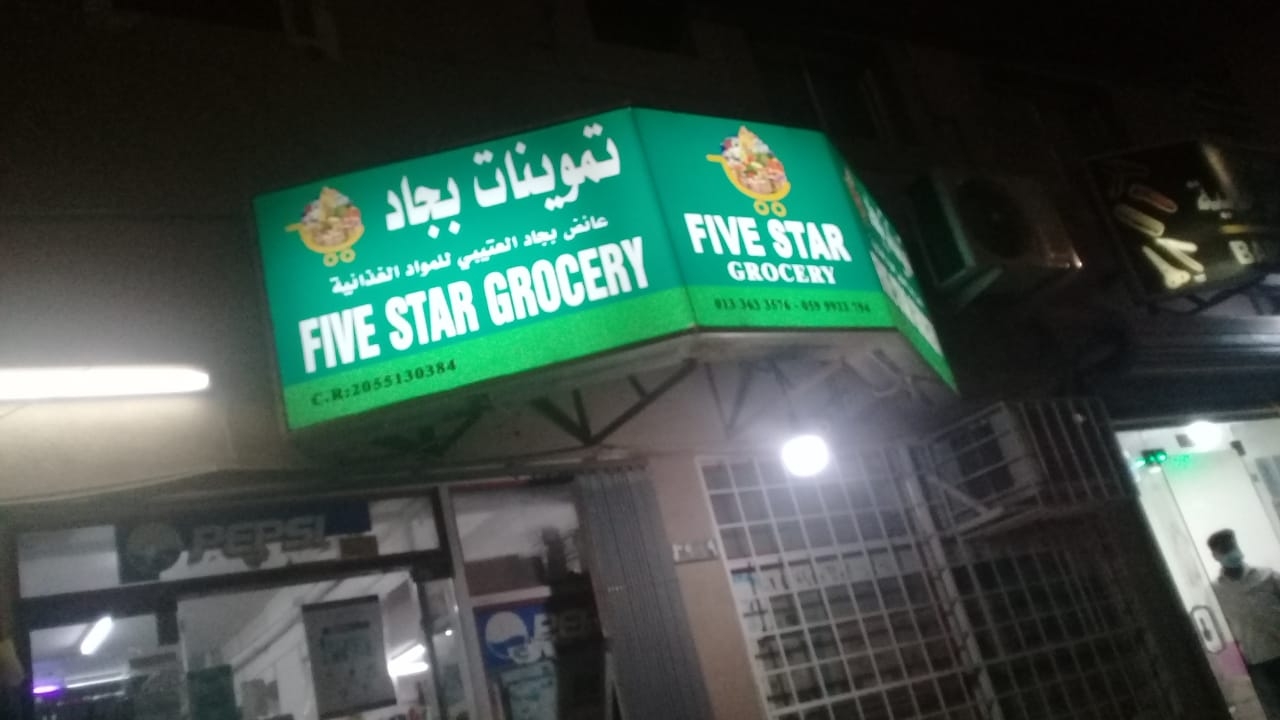 تموينات بجاد
عائض بجاد العتيبي للمواد الغذائية
FIVE STAR GROCERY
C.R:2055130384
FIVE STAR
GROCERY
013 363 3576 - 059 9923 794
PEPSI